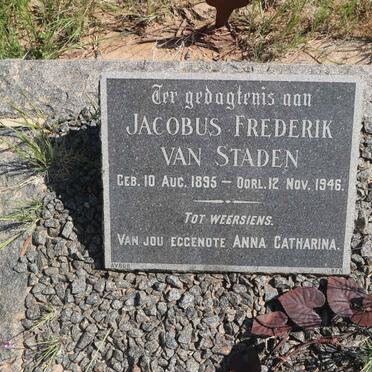 Ter gedagtenis aan
JACOBUS FREDERIK
VAN STADEN
GEB. 10 AUG. 1895 – OORL. 12 NOV. 1946.
TOT WEERSIENS.
VAN JOU EGGENOTE ANNA CATHARINA.